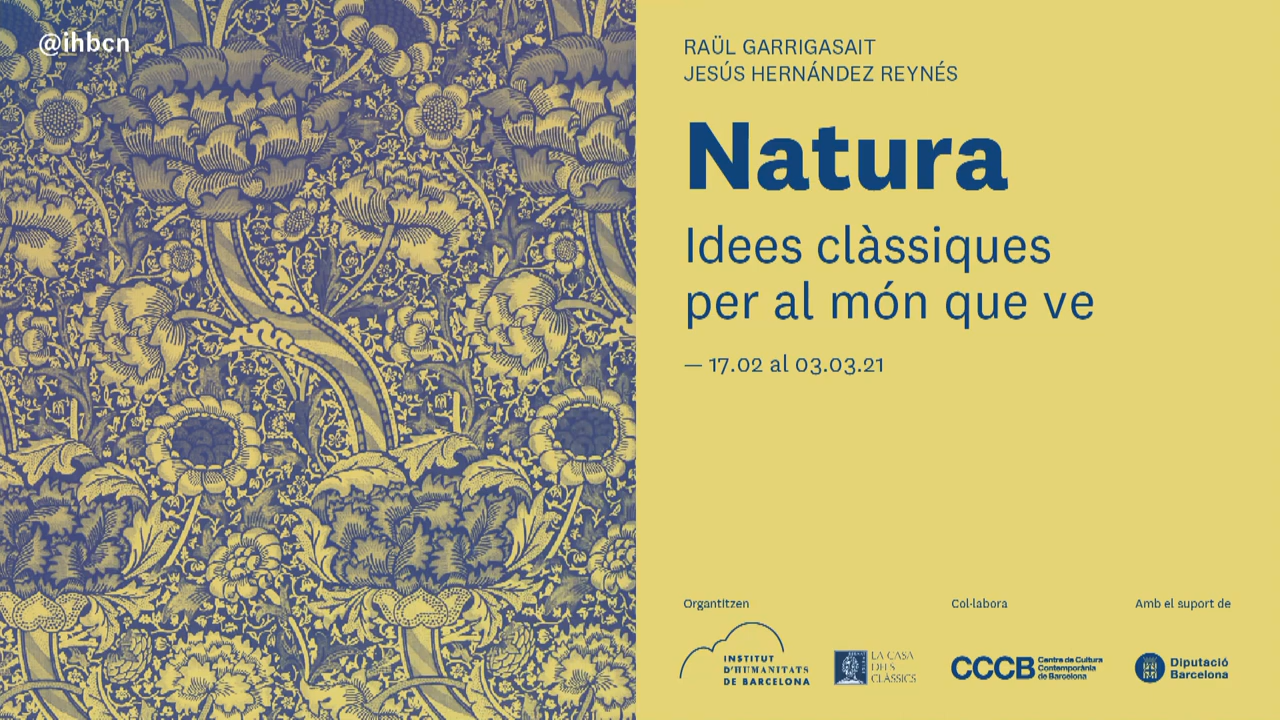 @ihbcn
RAÜL GARRIGASAIT
JESÚS HERNÁNDEZ REYNÉS
Natura
Idees clàssiques
per al món que ve
— 17.02 al 03.03.21
Organtitzen
INSTITUT
D'HUMANITATS
DE BARCELONA
LA CASA
DELS
CLÀSSICS
Col·labora
CCCB
Centre de Cultura
Contemporània
de Barcelona
Amb el suport de
Diputació
Barcelona